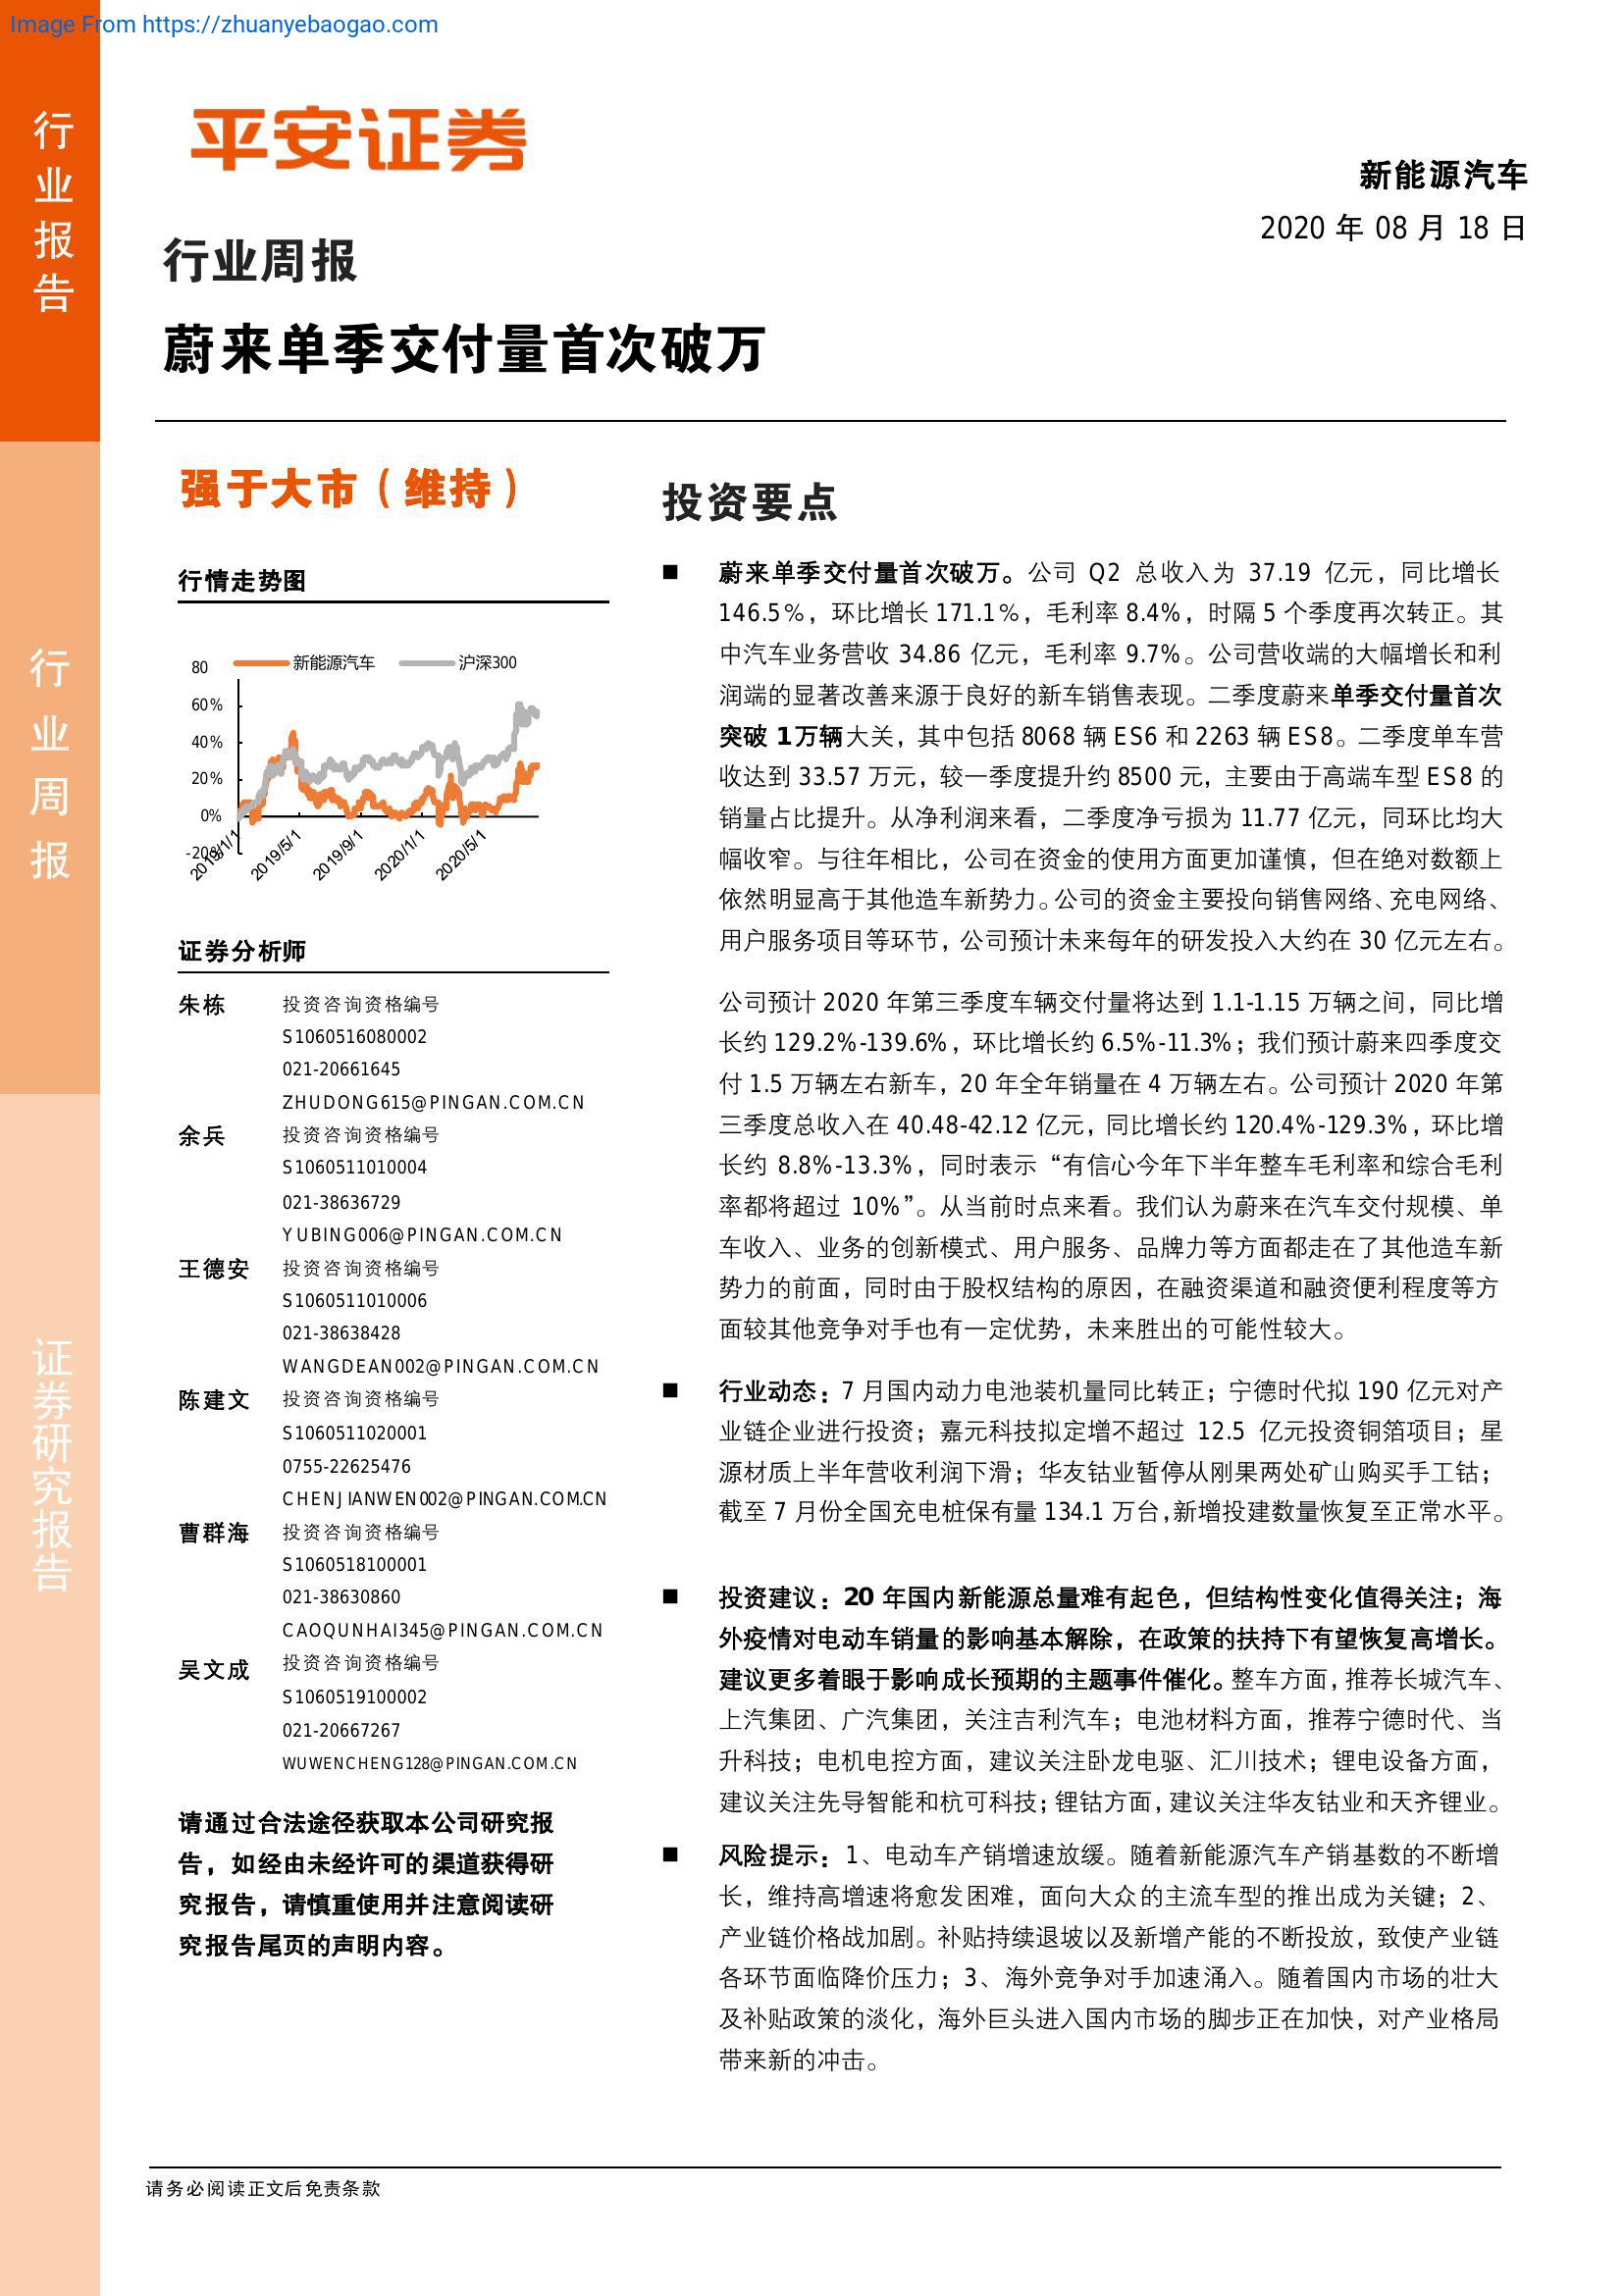 Image From https://zhuanyebaogao.com
行业报告
行业周报
证券研究报告
平安证券
新能源汽车
2020 年 08 月 18 日
行业周报
蔚来单季交付量首次破万
强于大市（维持）
行情走势图
80
新能源汽车
沪深300
60%
40%
20%
0%
-20%
2019/1/1
2019/5/1
2019/9/1
2020/1/1
2020/5/1
证券分析师
朱栋 投资咨询资格编号
S1060516080002
021-20661645
ZHUDONG615@PINGAN.COM.CN
余兵 投资咨询资格编号
S1060511010004
021-38636729
YUBING006@PINGAN.COM.CN
王德安 投资咨询资格编号
S1060511010006
021-38638428
WANGDEAN002@PINGAN.COM.CN
陈建文 投资咨询资格编号
S1060511020001
0755-22625476
CHENJIANWEN002@PINGAN.COM.CN
曹群海 投资咨询资格编号
S1060518100001
021-38630860
CAOQUNHAI345@PINGAN.COM.CN
吴文成 投资咨询资格编号
S1060519100002
021-20667267
WUWENCHENG128@PINGAN.COM.CN
请通过合法途径获取本公司研究报
告，如经由未经许可的渠道获得研
究报告，请慎重使用并注意阅读研
究报告尾页的声明内容。
投资要点
■ 蔚来单季交付量首次破万。公司 Q2 总收入为 37.19 亿元，同比增长
146.5%，环比增长 171.1%，毛利率 8.4%，时隔 5 个季度再次转正。其
中汽车业务营收 34.86 亿元，毛利率 9.7%。公司营收端的大幅增长和利
润端的显著改善来源于良好的新车销售表现。二季度蔚来单季交付量首次
突破 1万辆大关，其中包括 8068 辆 ES6 和 2263 辆 ES8。二季度单车营
收达到 33.57 万元，较一季度提升约 8500 元，主要由于高端车型 ES8 的
销量占比提升。从净利润来看，二季度净亏损为 11.77 亿元，同环比均大
幅收窄。与往年相比，公司在资金的使用方面更加谨慎，但在绝对数额上
依然明显高于其他造车新势力。公司的资金主要投向销售网络、充电网络、
用户服务项目等环节，公司预计未来每年的研发投入大约在 30 亿元左右。
公司预计 2020 年第三季度车辆交付量将达到 1.1-1.15 万辆之间，同比增
长约 129.2%-139.6%，环比增长约 6.5%-11.3%；我们预计蔚来四季度交
付 1.5 万辆左右新车，20 年全年销量在 4 万辆左右。公司预计 2020 年第
三季度总收入在 40.48-42.12 亿元，同比增长约 120.4%-129.3%，环比增
长约 8.8%-13.3%，同时表示“有信心今年下半年整车毛利率和综合毛利
率都将超过 10%”。从当前时点来看。我们认为蔚来在汽车交付规模、单
车收入、业务的创新模式、用户服务、品牌力等方面都走在了其他造车新
势力的前面，同时由于股权结构的原因，在融资渠道和融资便利程度等方
面较其他竞争对手也有一定优势，未来胜出的可能性较大。
■ 行业动态：7 月国内动力电池装机量同比转正；宁德时代拟 190 亿元对产
业链企业进行投资；嘉元科技拟定增不超过 12.5 亿元投资铜箔项目；星
源材质上半年营收利润下滑；华友钴业暂停从刚果两处矿山购买手工钴；
截至 7 月份全国充电桩保有量 134.1 万台，新增投建数量恢复至正常水平。
■ 投资建议：20 年国内新能源总量难有起色，但结构性变化值得关注；海
外疫情对电动车销量的影响基本解除，在政策的扶持下有望恢复高增长。
建议更多着眼于影响成长预期的主题事件催化。整车方面，推荐长城汽车、
上汽集团、广汽集团，关注吉利汽车；电池材料方面，推荐宁德时代、当
升科技；电机电控方面，建议关注卧龙电驱、汇川技术；锂电设备方面，
建议关注先导智能和杭可科技；锂钴方面，建议关注华友钴业和天齐锂业。
■ 风险提示：1、电动车产销增速放缓。随着新能源汽车产销基数的不断增
长，维持高增速将愈发困难，面向大众的主流车型的推出成为关键；2、
产业链价格战加剧。补贴持续退坡以及新增产能的不断投放，致使产业链
各环节面临降价压力；3、海外竞争对手加速涌入。随着国内市场的壮大
及补贴政策的淡化，海外巨头进入国内市场的脚步正在加快，对产业格局
带来新的冲击。
请务必阅读正文后免责条款